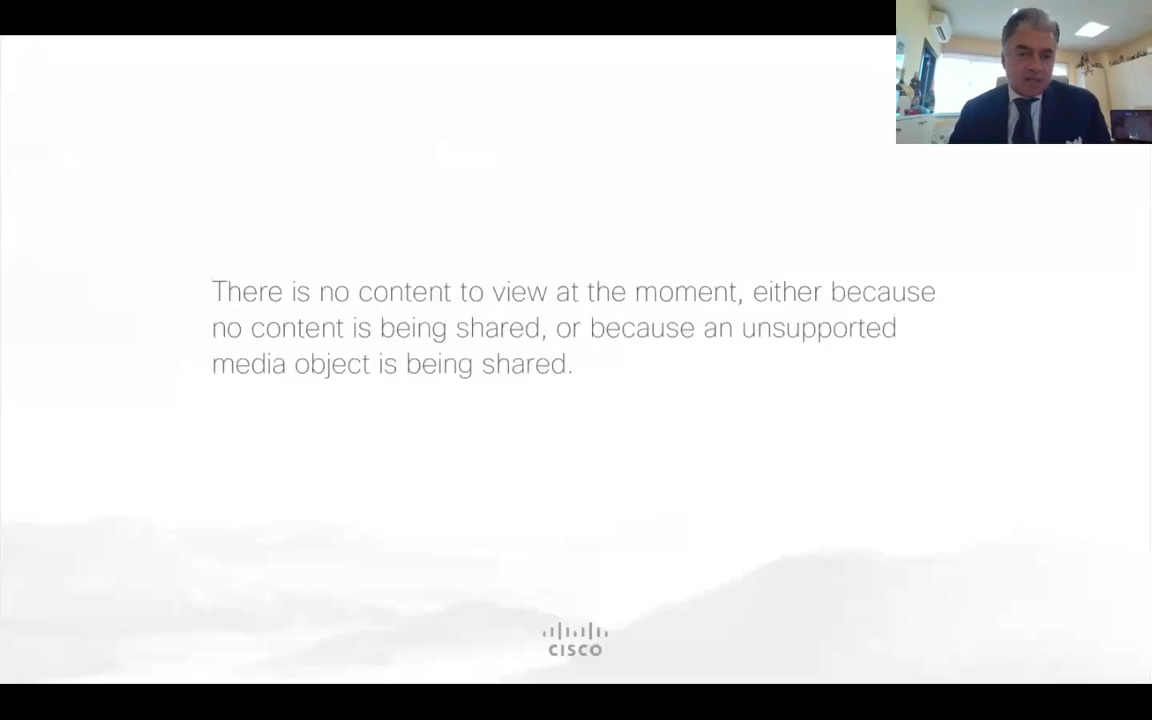 There is no content to view at the moment, either because
no content is being shared, or because an unsupported
media object is being shared.
CISCO